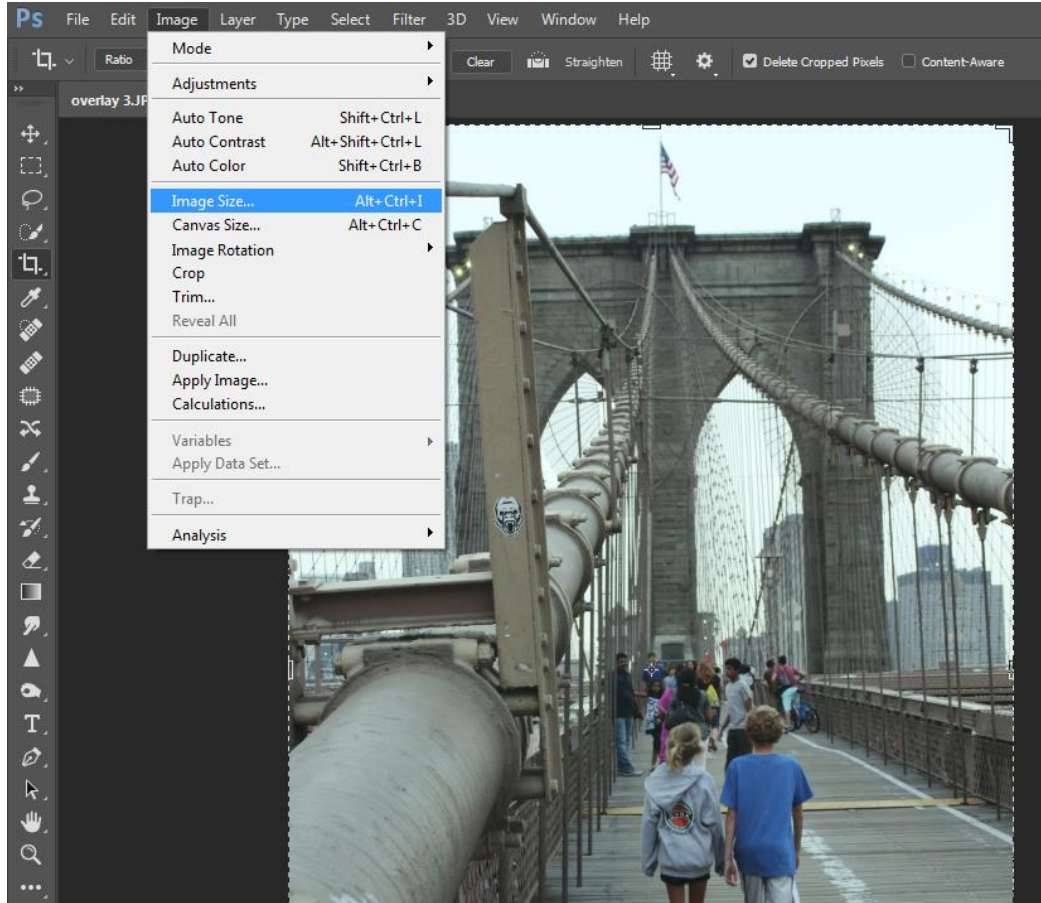 Ps File Edit Image Layer Type Select Filter 3D View Window Help
Ratio Clear Straighten Delete Cropped Pixels Content-Aware
overlay 3.JP
Mode
Adjustments
Auto Tone Shift+Ctrl+L
Auto Contrast Alt+Shift+Ctrl+L
Auto Color Shift+Ctrl+B
Image Size... Alt+Ctrl+I
Canvas Size... Alt+Ctrl+C
Image Rotation
Crop
Trim...
Reveal All
Duplicate...
Apply Image...
Calculations...
Variables
Apply Data Set...
Trap...
Analysis